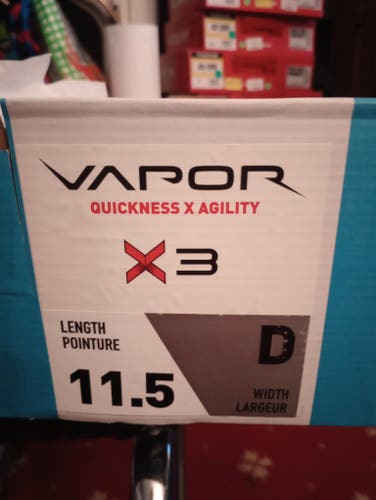 VAPOR
QUICKNESS X AGILITY
X3
LENGTH
POINTURE
11.5
D
WIDTH
LARGEUR